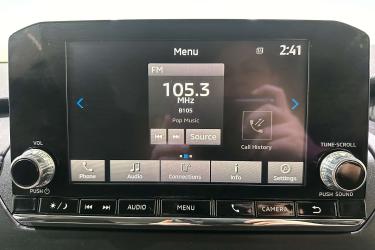 Menu
2:41
FM
105.3
MHz
B105
Pop Music
Source
Call History
Phone
Audio
Connections
Info
Settings
VOL
PUSH
TUNE-SCROLL
PUSH SOUND
AUDIO
MENU
CAMERA